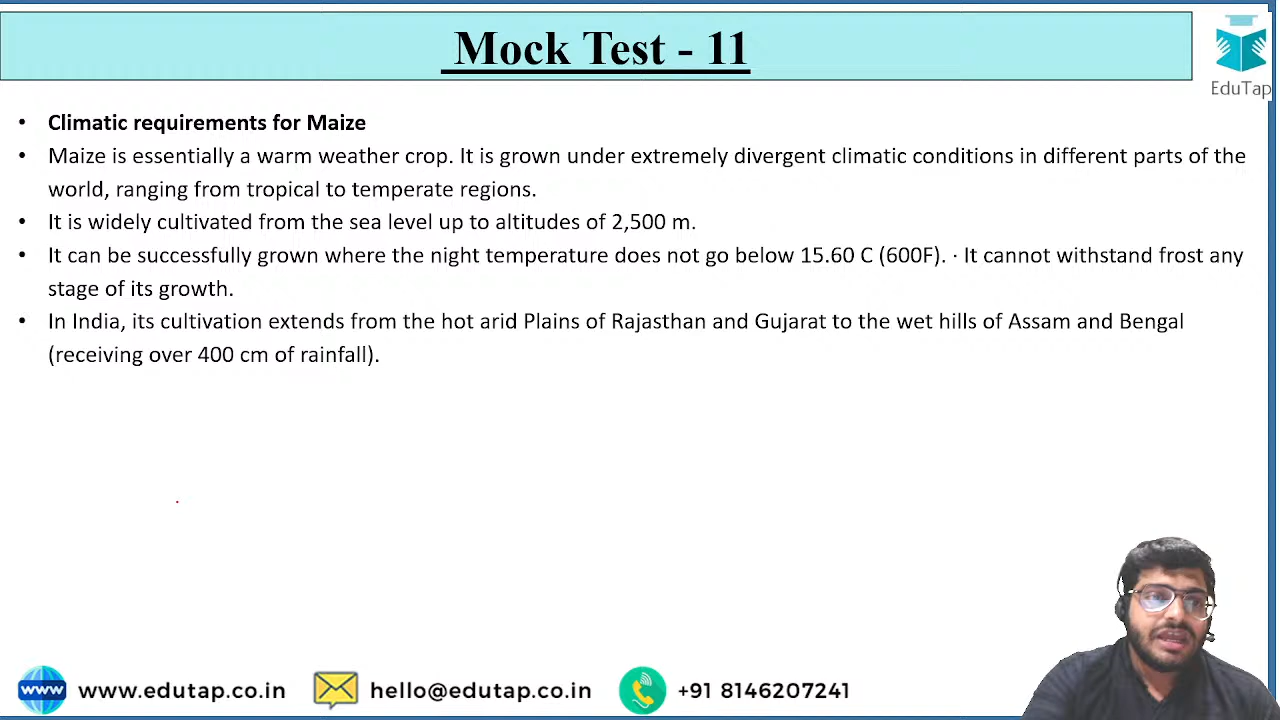 Mock Test - 11
EduTap
• Climatic requirements for Maize
• Maize is essentially a warm weather crop. It is grown under extremely divergent climatic conditions in different parts of the
world, ranging from tropical to temperate regions.
• It is widely cultivated from the sea level up to altitudes of 2,500 m.
• It can be successfully grown where the night temperature does not go below 15.60 C (600F). · It cannot withstand frost any
stage of its growth.
• In India, its cultivation extends from the hot arid Plains of Rajasthan and Gujarat to the wet hills of Assam and Bengal
(receiving over 400 cm of rainfall).
www www.edutap.co.in hello@edutap.co.in +91 8146207241